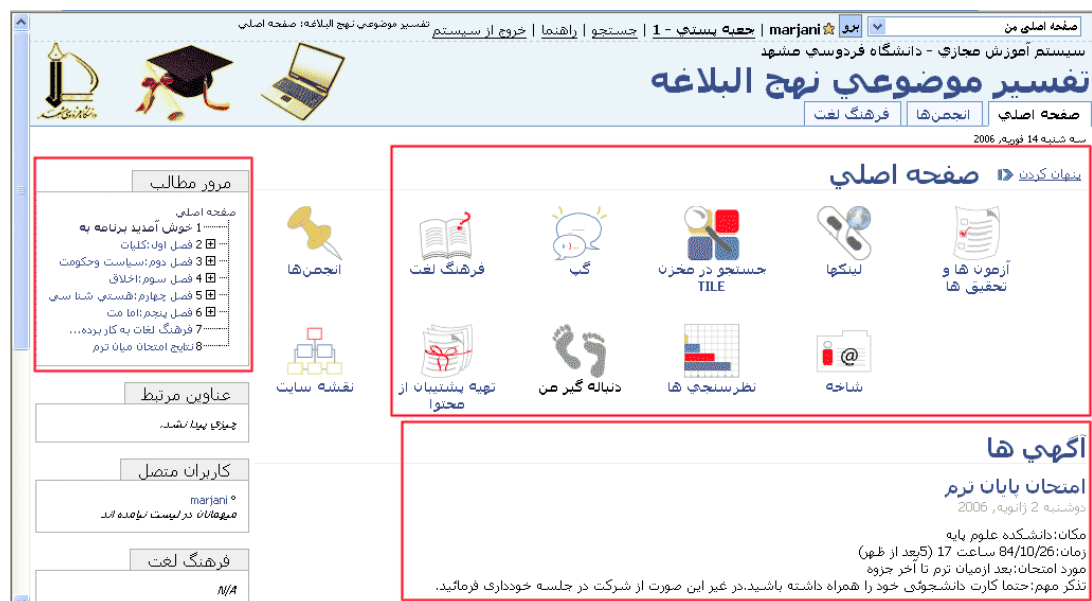 صفحه اصلی من
برو
marjani | جعبه پستي - 1 | جستجو | راهنما | خروج از سيستم
تفسير موضوعي نهج البلاغه: صفحه اصلي
سيستم آموزش مجازي - دانشگاه فردوسي مشهد
تفسير موضوعي نهج البلاغه
صفحه اصلي
انجمن‌ها
فرهنگ لغت
سه شنبه 14 فوريه, 2006
پنهان كردن
صفحه اصلي
آزمون ها و تحقيق ها
لينكها
جستجو در مخزن TILE
گپ
فرهنگ لغت
انجمن‌ها
شاخه
نظرسنجي ها
دنباله گير من
تهيه پشتيبان از محتوا
نقشه سايت
آگهي ها
امتحان پايان ترم
دوشنبه 2 ژانويه, 2006
مكان:دانشكده علوم پايه
زمان:84/10/26 ساعت 17 (5بعد از ظهر)
مورد امتحان:بعد ازميان ترم تا آخر جزوه
تذكر مهم:حتما كارت دانشجوئی خود را همراه داشته باشيد.در غير اين صورت از شركت در جلسه خودداری فرمائيد.
مرور مطالب
صفحه اصلي
1 خوش آمديد برنامه به
2 فصل اول:كليات
3 فصل دوم:سياست وحكومت
4 فصل سوم:اخلاق
5 فصل چهارم:هستي شنا سي
6 فصل پنجم:اما مت
7 فرهنگ لغات به كار برده...
8 نتايج امتحان ميان ترم
عناوين مرتبط
چيزي پيدا نشد.
كاربران متصل
marjani
ميهمانان در ليست نيامده اند
فرهنگ لغت
N/A